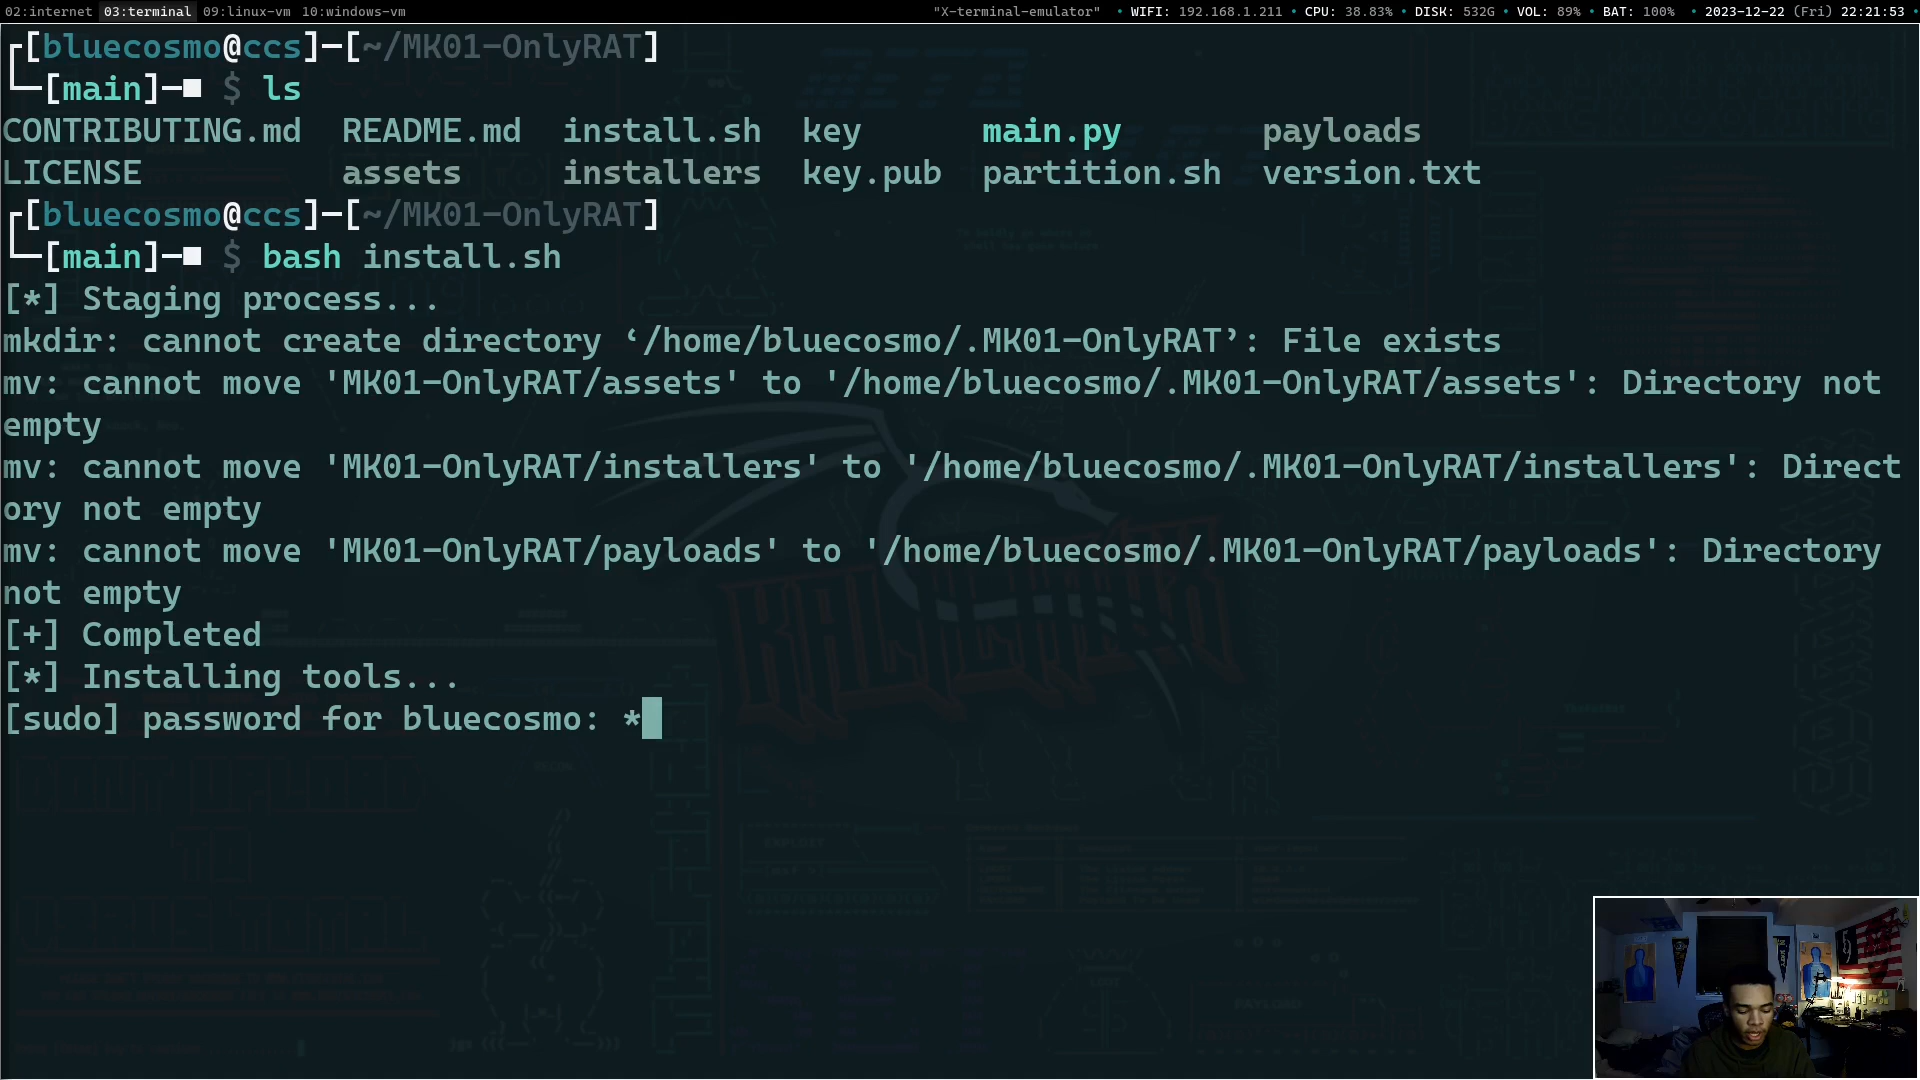 02:internet 03:terminal 09:linux-vm 10:windows-vm "X-terminal-emulator" • WIFI: 192.168.1.211 • CPU: 38.83% • DISK: 532G • VOL: 89% • BAT: 100% • 2023-12-22 (Fri) 22:21:53 •
┌[bluecosmo@ccs]─[~/MK01-OnlyRAT]
└─[main]─■ $ ls
CONTRIBUTING.md README.md install.sh key main.py payloads
LICENSE assets installers key.pub partition.sh version.txt
┌[bluecosmo@ccs]─[~/MK01-OnlyRAT]
└─[main]─■ $ bash install.sh
[*] Staging process...
mkdir: cannot create directory ‘/home/bluecosmo/.MK01-OnlyRAT’: File exists
mv: cannot move 'MK01-OnlyRAT/assets' to '/home/bluecosmo/.MK01-OnlyRAT/assets': Directory not
empty
mv: cannot move 'MK01-OnlyRAT/installers' to '/home/bluecosmo/.MK01-OnlyRAT/installers': Direct
ory not empty
mv: cannot move 'MK01-OnlyRAT/payloads' to '/home/bluecosmo/.MK01-OnlyRAT/payloads': Directory
not empty
[+] Completed
[*] Installing tools...
[sudo] password for bluecosmo: *
KALI LINUX
PAYLOAD